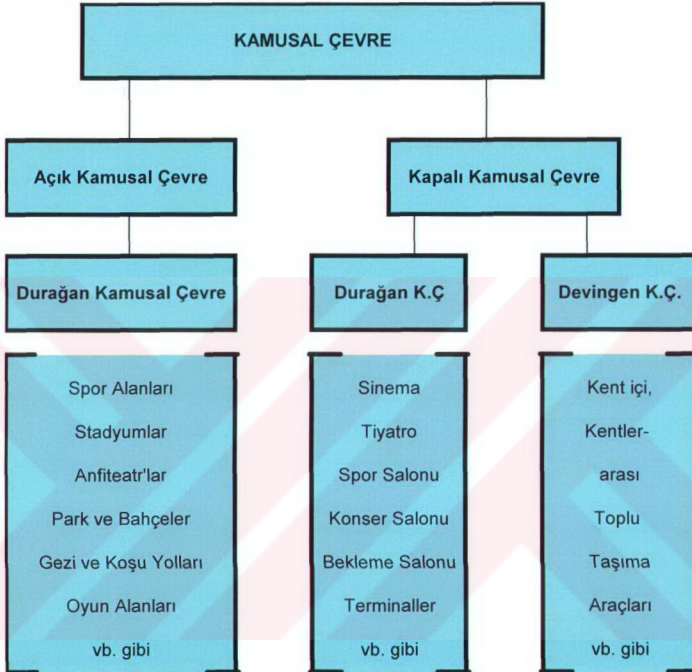 KAMUSAL ÇEVRE
Açık Kamusal Çevre
Kapalı Kamusal Çevre
Durağan Kamusal Çevre
Durağan K.Ç
Devingen K.Ç.
Spor Alanları
Stadyumlar
Anfiteatr'lar
Park ve Bahçeler
Gezi ve Koşu Yolları
Oyun Alanları
vb. gibi
Sinema
Tiyatro
Spor Salonu
Konser Salonu
Bekleme Salonu
Terminaller
vb. gibi
Kent içi,
Kentler-
arası
Toplu
Taşıma
Araçları
vb. gibi